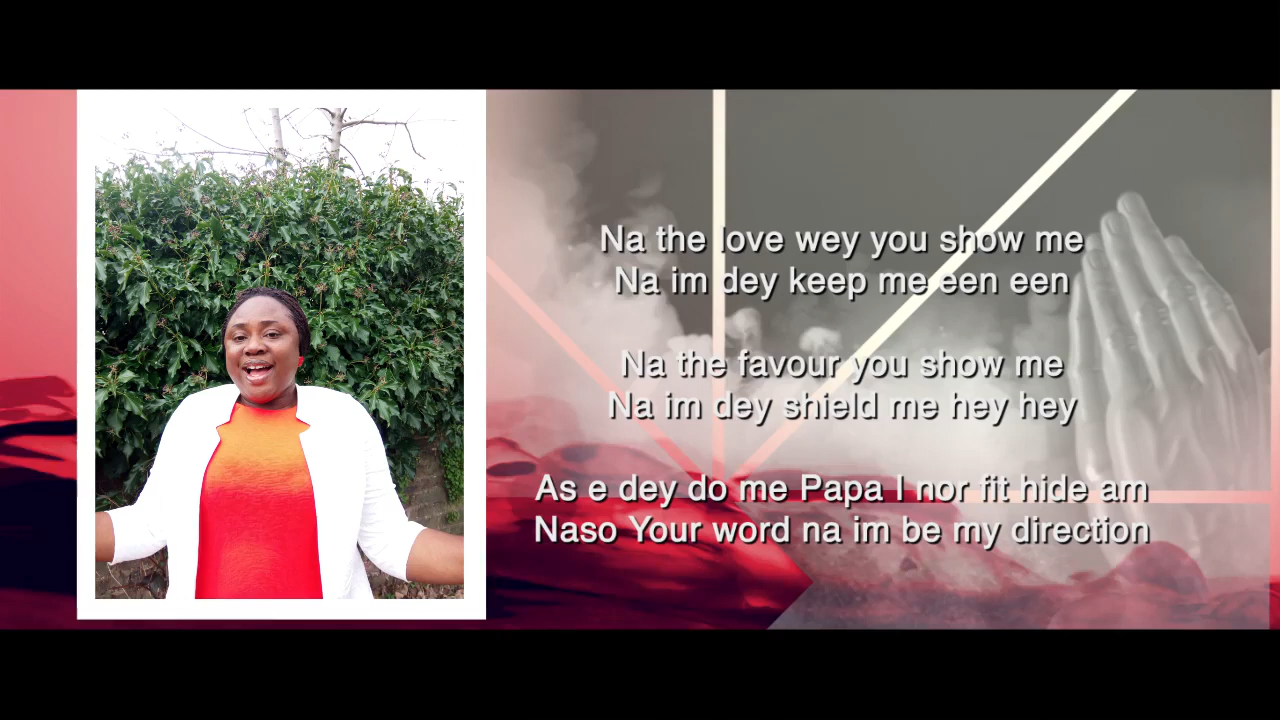 Na the love wey you show me
Na im dey keep me een een
Na the favour you show me
Na im dey shield me hey hey
As e dey do me Papa I nor fit hide am
Naso Your word na im be my direction